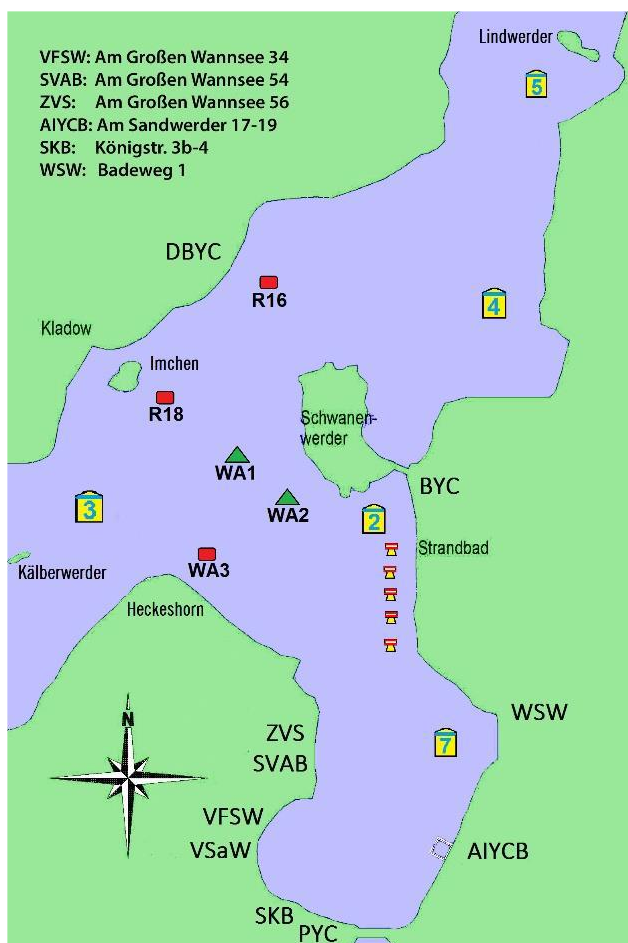 Lindwerder
VFSW: Am Großen Wannsee 34
SVAB: Am Großen Wannsee 54
ZVS: Am Großen Wannsee 56
AIYCB: Am Sandwerder 17-19
SKB: Königstr. 3b-4
WSW: Badeweg 1
5
DBYC
R16
4
Kladow
Imchen
R18
Schwanen-
werder
WA1
BYC
WA2
3
2
Strandbad
WA3
Kälberwerder
Heckeshorn
N
WSW
ZVS
7
SVAB
VFSW
VSaW
AIYCB
SKB
PYC